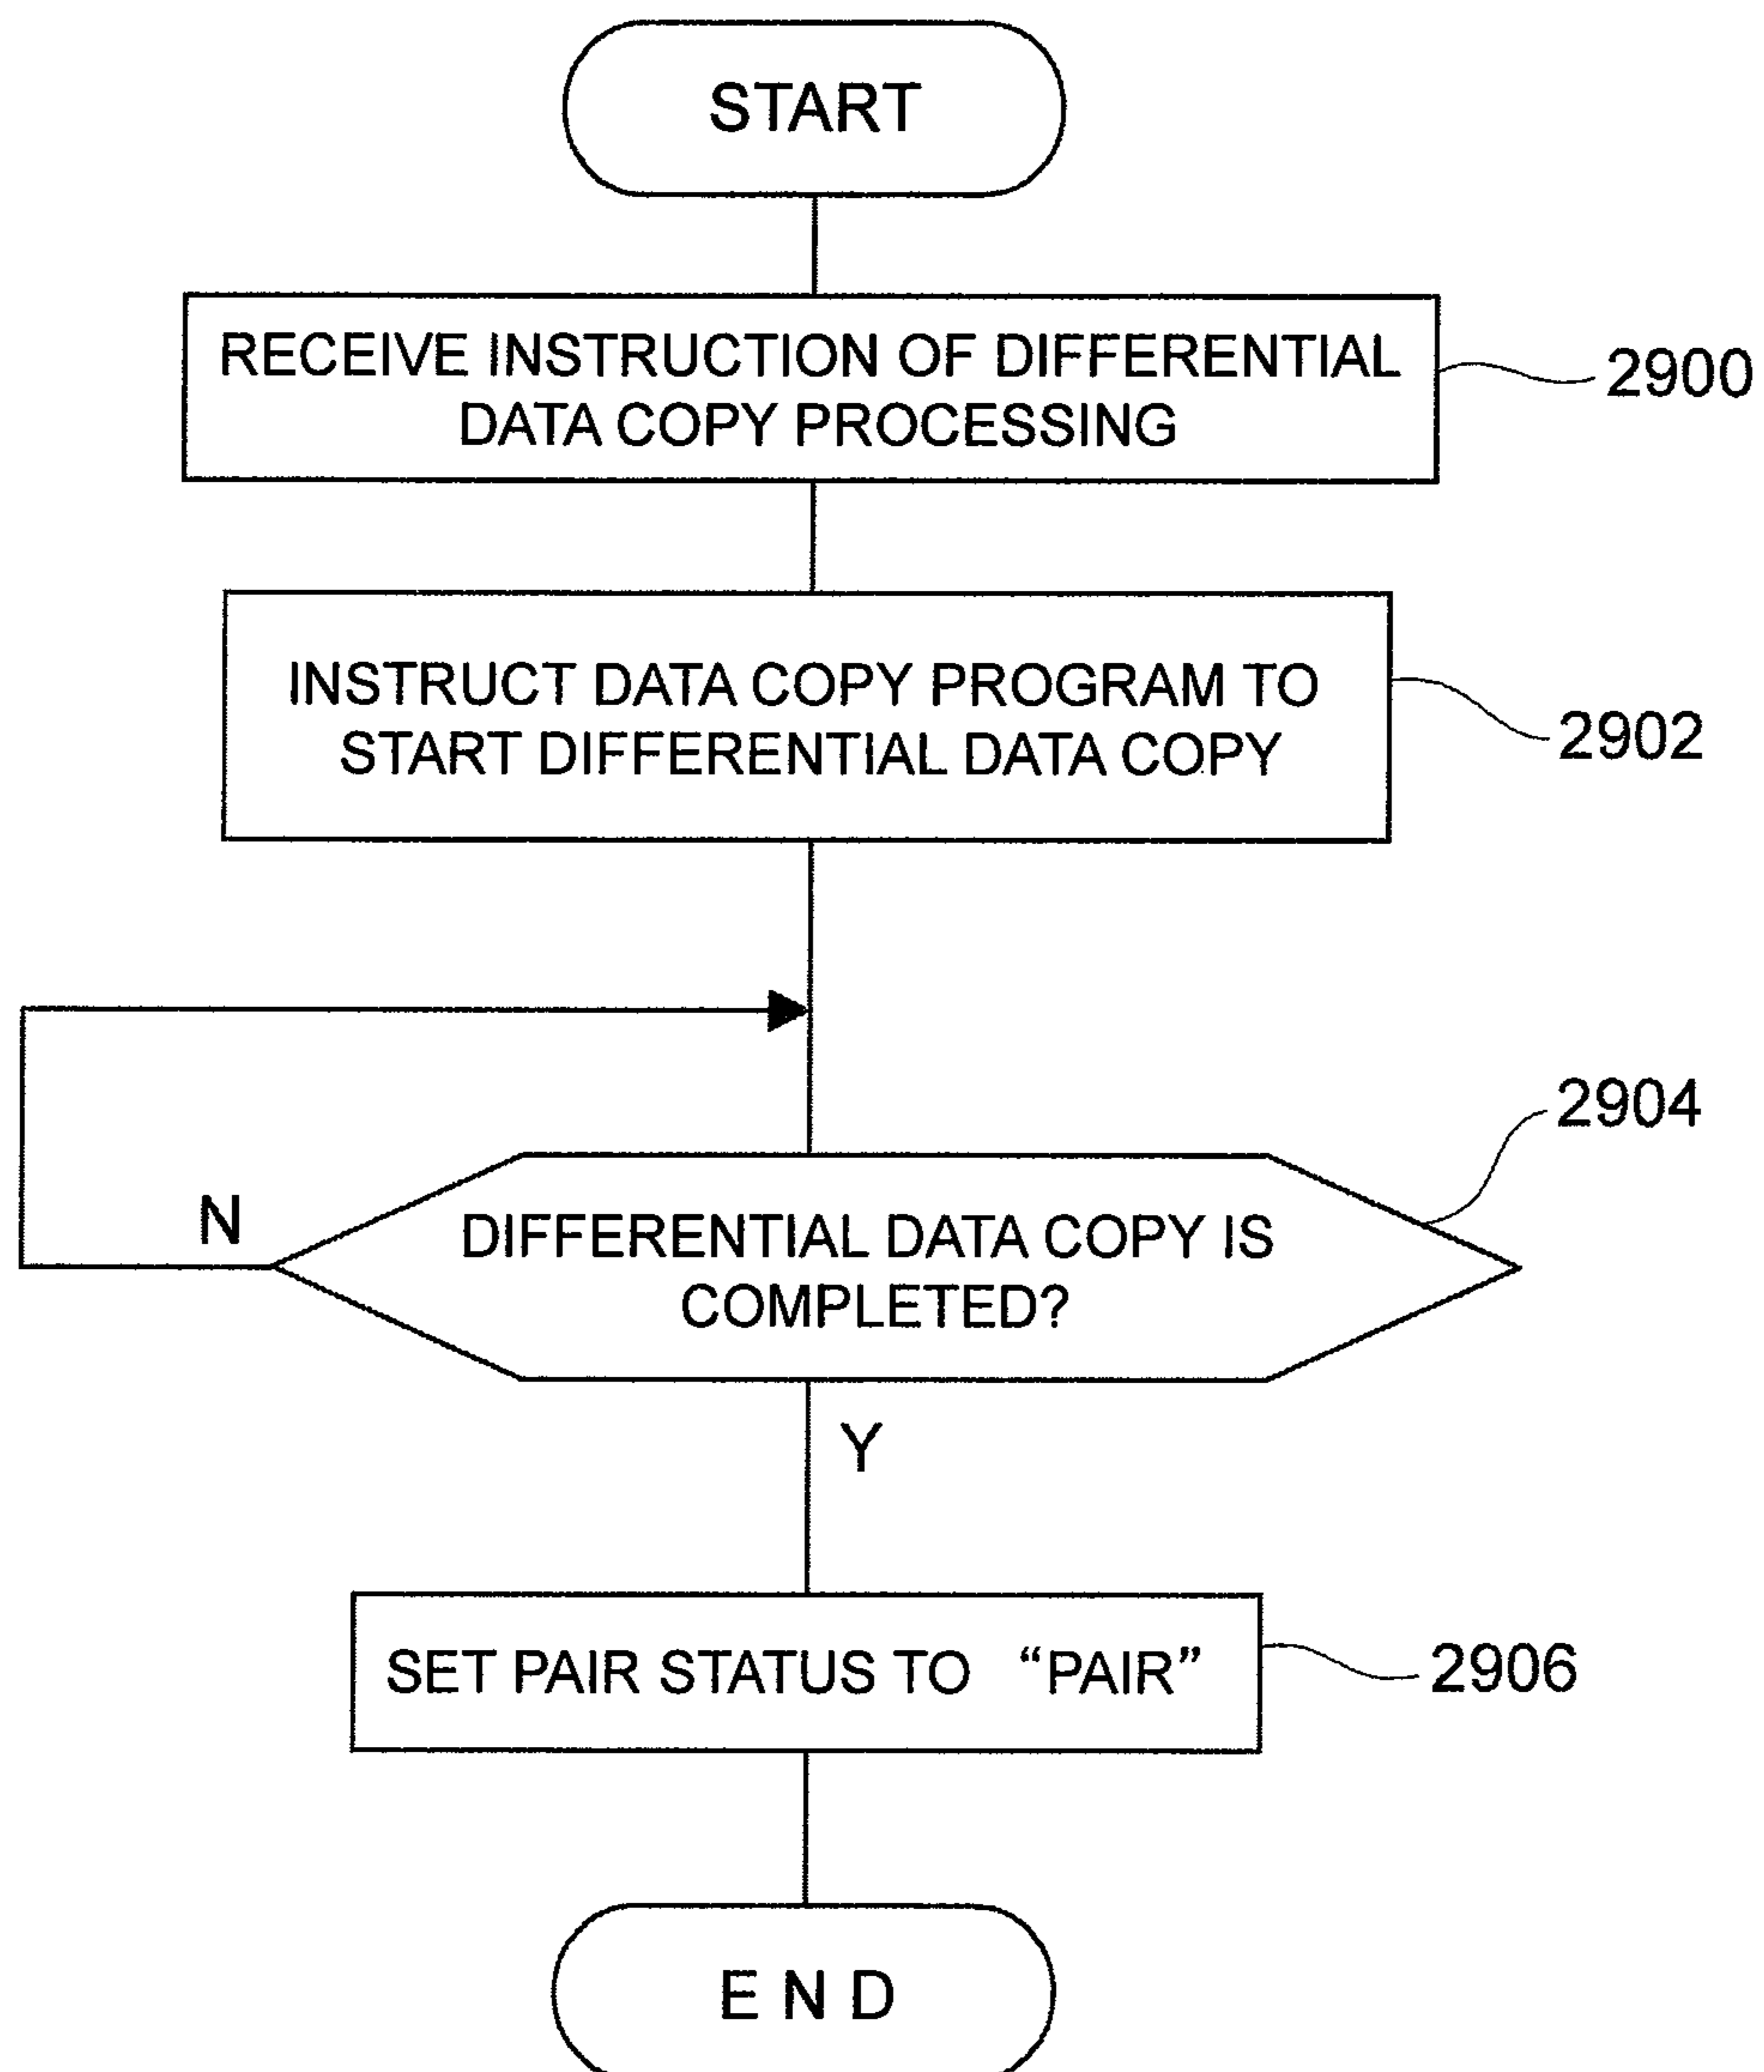 START
RECEIVE INSTRUCTION OF DIFFERENTIAL
DATA COPY PROCESSING
2900
INSTRUCT DATA COPY PROGRAM TO
START DIFFERENTIAL DATA COPY
2902
2904
N
DIFFERENTIAL DATA COPY IS
COMPLETED?
Y
SET PAIR STATUS TO “PAIR”
2906
E N D